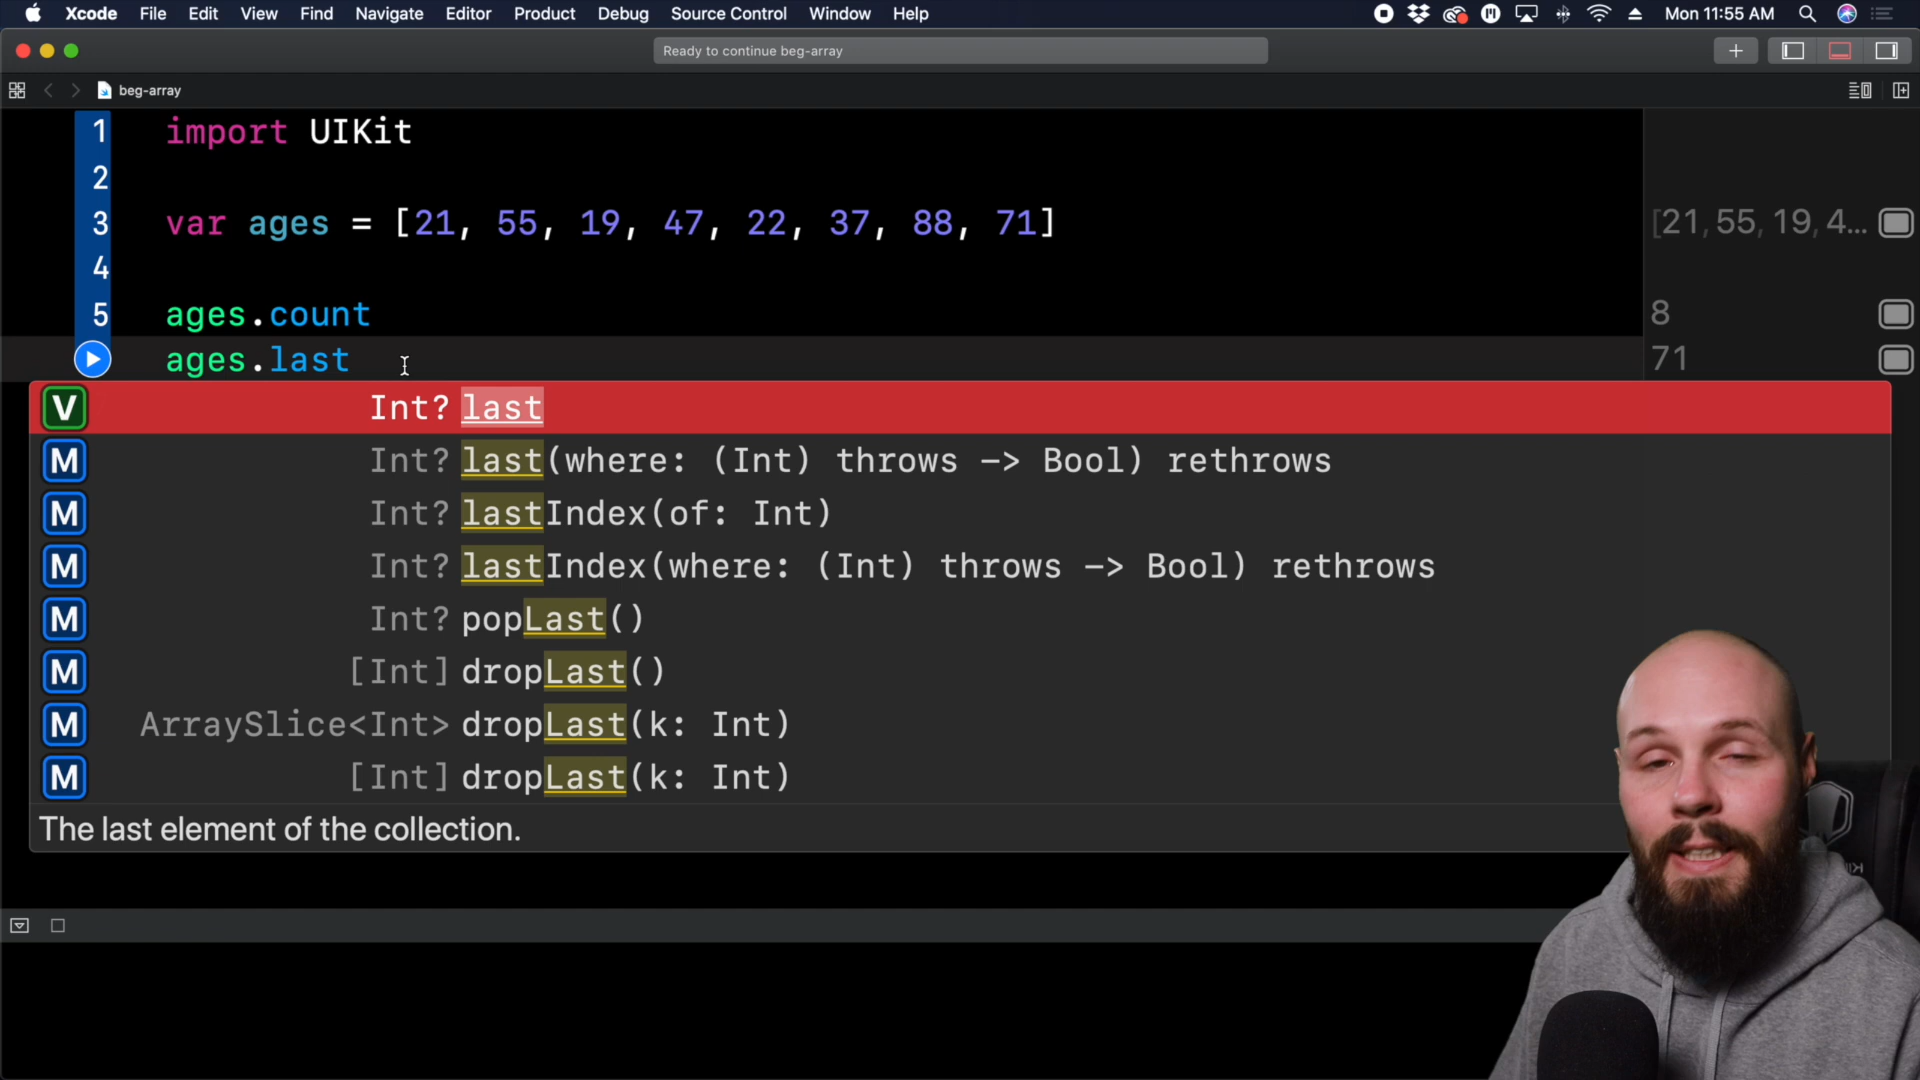 Xcode File Edit View Find Navigate Editor Product Debug Source Control Window Help Mon 11:55 AM
Ready to continue beg-array
beg-array
1 import UIKit
2
3 var ages = [21, 55, 19, 47, 22, 37, 88, 71] [21, 55, 19, 4...
4
5 ages.count 8
ages.last 71
V Int? last
M Int? last(where: (Int) throws -> Bool) rethrows
M Int? lastIndex(of: Int)
M Int? lastIndex(where: (Int) throws -> Bool) rethrows
M Int? popLast()
M [Int] dropLast()
M ArraySlice<Int> dropLast(k: Int)
M [Int] dropLast(k: Int)
The last element of the collection.